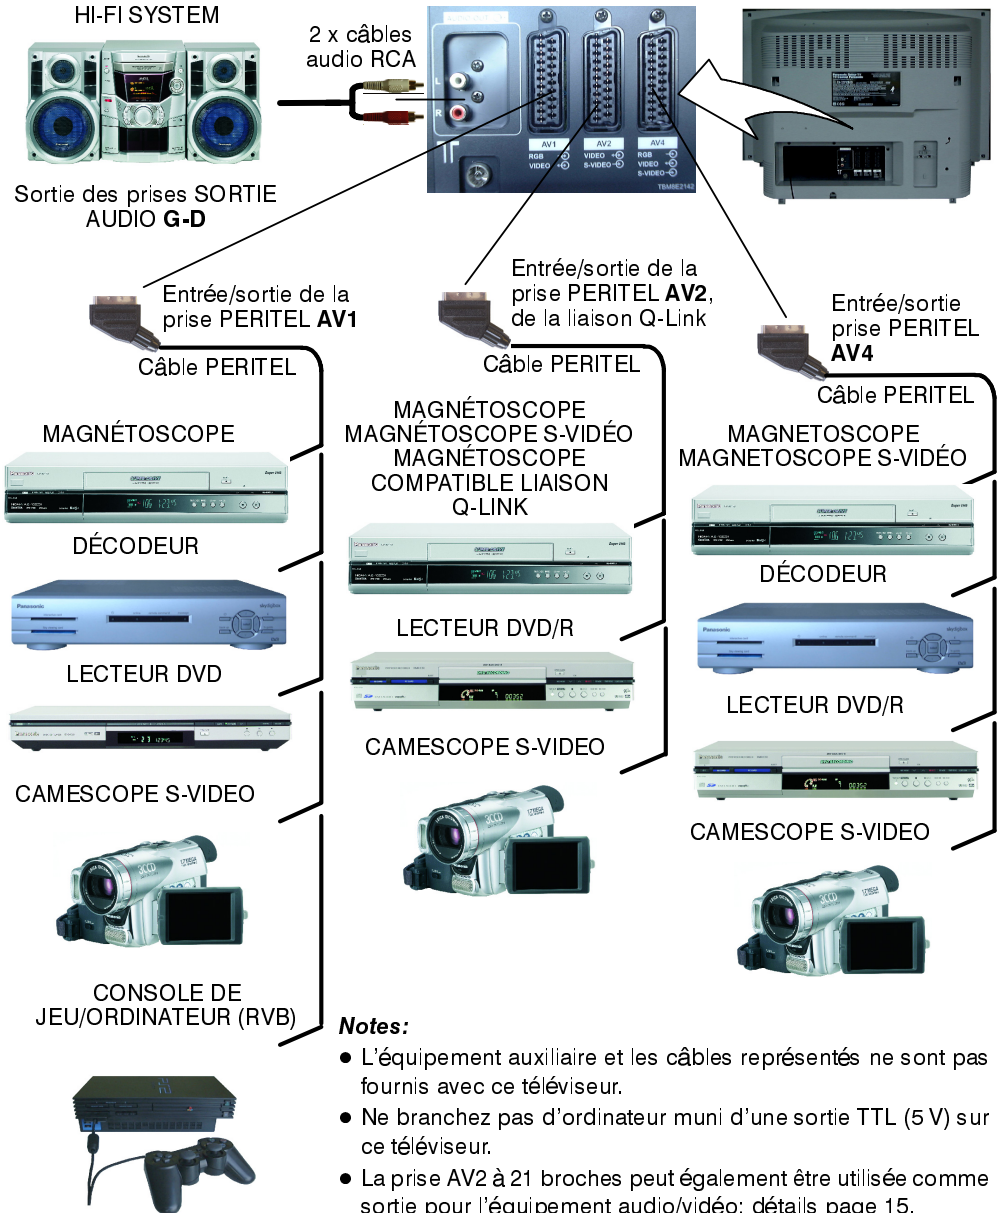 HI-FI SYSTEM
2 x câbles
audio RCA
L
R
AV1
RGB
VIDEO
AV2
VIDEO
S-VIDEO
AV4
RGB
VIDEO
S-VIDEO
TBM8E2142
Sortie des prises SORTIE
AUDIO G-D
Entrée/sortie de la
prise PERITEL AV1
Câble PERITEL
Entrée/sortie de la
prise PERITEL AV2,
de la liaison Q-Link
Câble PERITEL
Entrée/sortie
prise PERITEL
AV4
Câble PERITEL
MAGNÉTOSCOPE
DÉCODEUR
Panasonic
LECTEUR DVD
CAMESCOPE S-VIDEO
CONSOLE DE
JEU/ORDINATEUR (RVB)
MAGNÉTOSCOPE
MAGNÉTOSCOPE S-VIDÉO
MAGNÉTOSCOPE
COMPATIBLE LIAISON
Q-LINK
LECTEUR DVD/R
CAMESCOPE S-VIDEO
MAGNETOSCOPE
MAGNETOSCOPE S-VIDÉO
DÉCODEUR
Panasonic
LECTEUR DVD/R
CAMESCOPE S-VIDEO
Notes:
● L'équipement auxiliaire et les câbles représentés ne sont pas
fournis avec ce téléviseur.
● Ne branchez pas d'ordinateur muni d'une sortie TTL (5 V) sur
ce téléviseur.
● La prise AV2 à 21 broches peut également être utilisée comme
sortie pour l'équipement audio/vidéo: détails page 15.